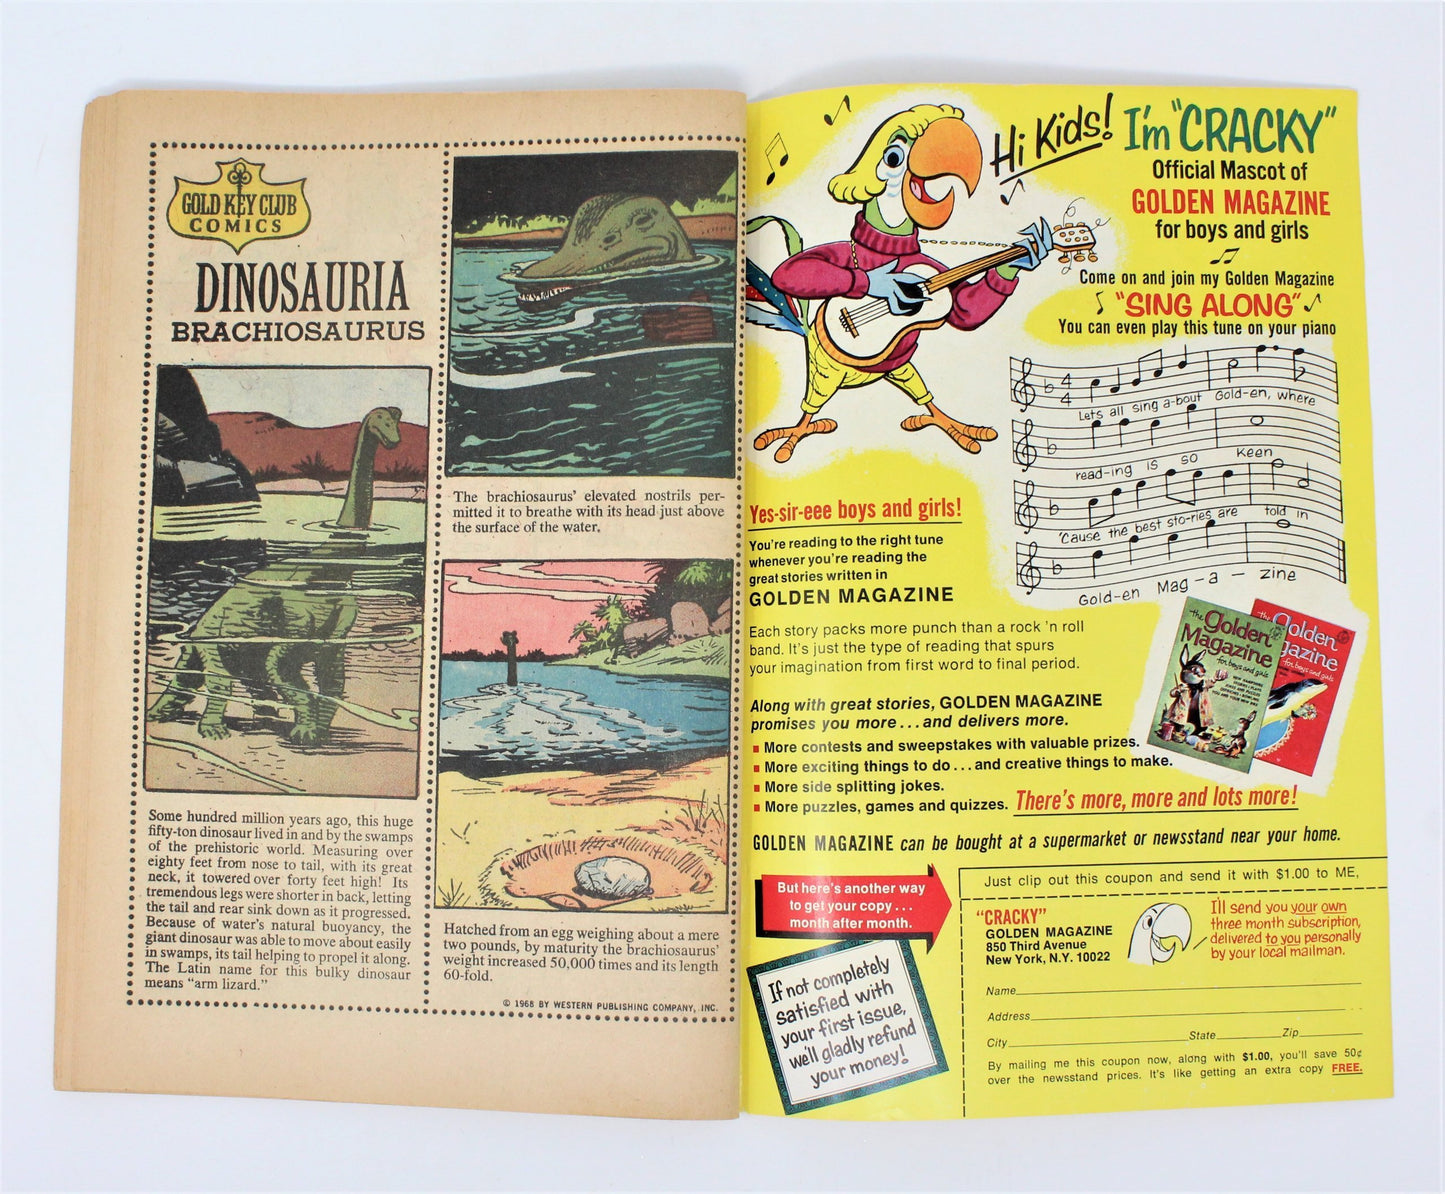 GOLD KEY CLUB
COMICS
DINOSAURIA
BRACHIOSAURUS
Some hundred million years ago, this huge
fifty-ton dinosaur lived in and by the swamps
of the prehistoric world. Measuring over
eighty feet from nose to tail, with its great
neck, it towered over forty feet high! Its
tremendous legs were shorter in back, letting
the tail and rear sink down as it progressed.
Because of water's natural buoyancy, the
giant dinosaur was able to move about easily
in swamps, its tail helping to propel it along.
The Latin name for this bulky dinosaur
means "arm lizard."
The brachiosaurus' elevated nostrils per-
mitted it to breathe with its head just above
the surface of the water.
Hatched from an egg weighing about a mere
two pounds, by maturity the brachiosaurus'
weight increased 50,000 times and its length
60-fold.
© 1968 BY WESTERN PUBLISHING COMPANY, INC.
Hi Kids! I'm "CRACKY"
Official Mascot of
GOLDEN MAGAZINE
for boys and girls
Come on and join my Golden Magazine
"SING ALONG"
You can even play this tune on your piano
4
4
Lets all sing a-bout Gold-en, where
read-ing is so keen
'Cause the best sto-ries are told in
Gold-en Mag-a-zine
Yes-sir-eee boys and girls!
You're reading to the right tune
whenever you're reading the
great stories written in
GOLDEN MAGAZINE
Each story packs more punch than a rock 'n roll
band. It's just the type of reading that spurs
your imagination from first word to final period.
the Golden
Magazine
for boys and girls
the Golden
azine
for boys and girls
Along with great stories, GOLDEN MAGAZINE
promises you more...and delivers more.
More contests and sweepstakes with valuable prizes.
More exciting things to do...and creative things to make.
More side splitting jokes.
More puzzles, games and quizzes. There's more, more and lots more!
GOLDEN MAGAZINE can be bought at a supermarket or newsstand near your home.
But here's another way
to get your copy...
month after month.
If not completely
satisfied with
your first issue,
we'll gladly refund
your money!
Just clip out this coupon and send it with $1.00 to ME,
"CRACKY"
GOLDEN MAGAZINE
850 Third Avenue
New York, N.Y. 10022
I'll send you your own
three month subscription,
delivered to you personally
by your local mailman.
Name
Address
City State Zip
By mailing me this coupon now, along with $1.00, you'll save 50¢
over the newsstand prices. It's like getting an extra copy FREE.